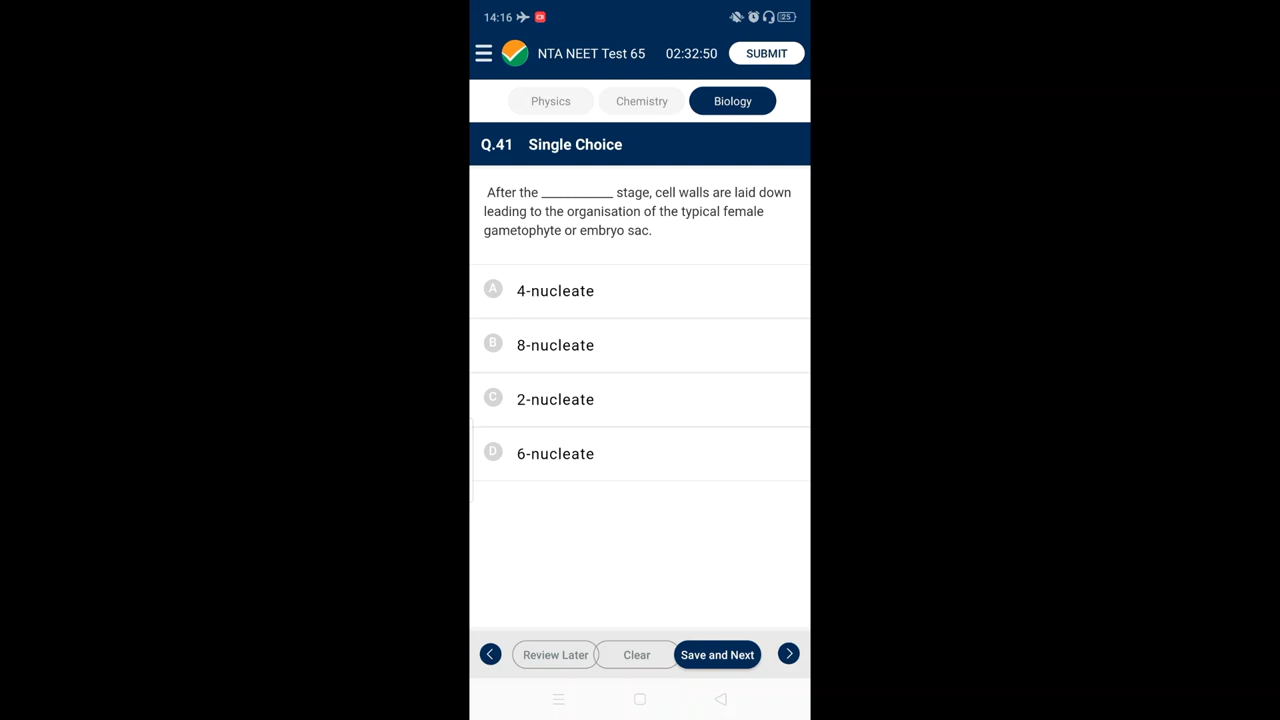 14:16
25
NTA NEET Test 65 02:32:50 SUBMIT
Physics Chemistry Biology
Q.41 Single Choice
After the __________ stage, cell walls are laid down
leading to the organisation of the typical female
gametophyte or embryo sac.
A 4-nucleate
B 8-nucleate
C 2-nucleate
D 6-nucleate
Review Later Clear Save and Next